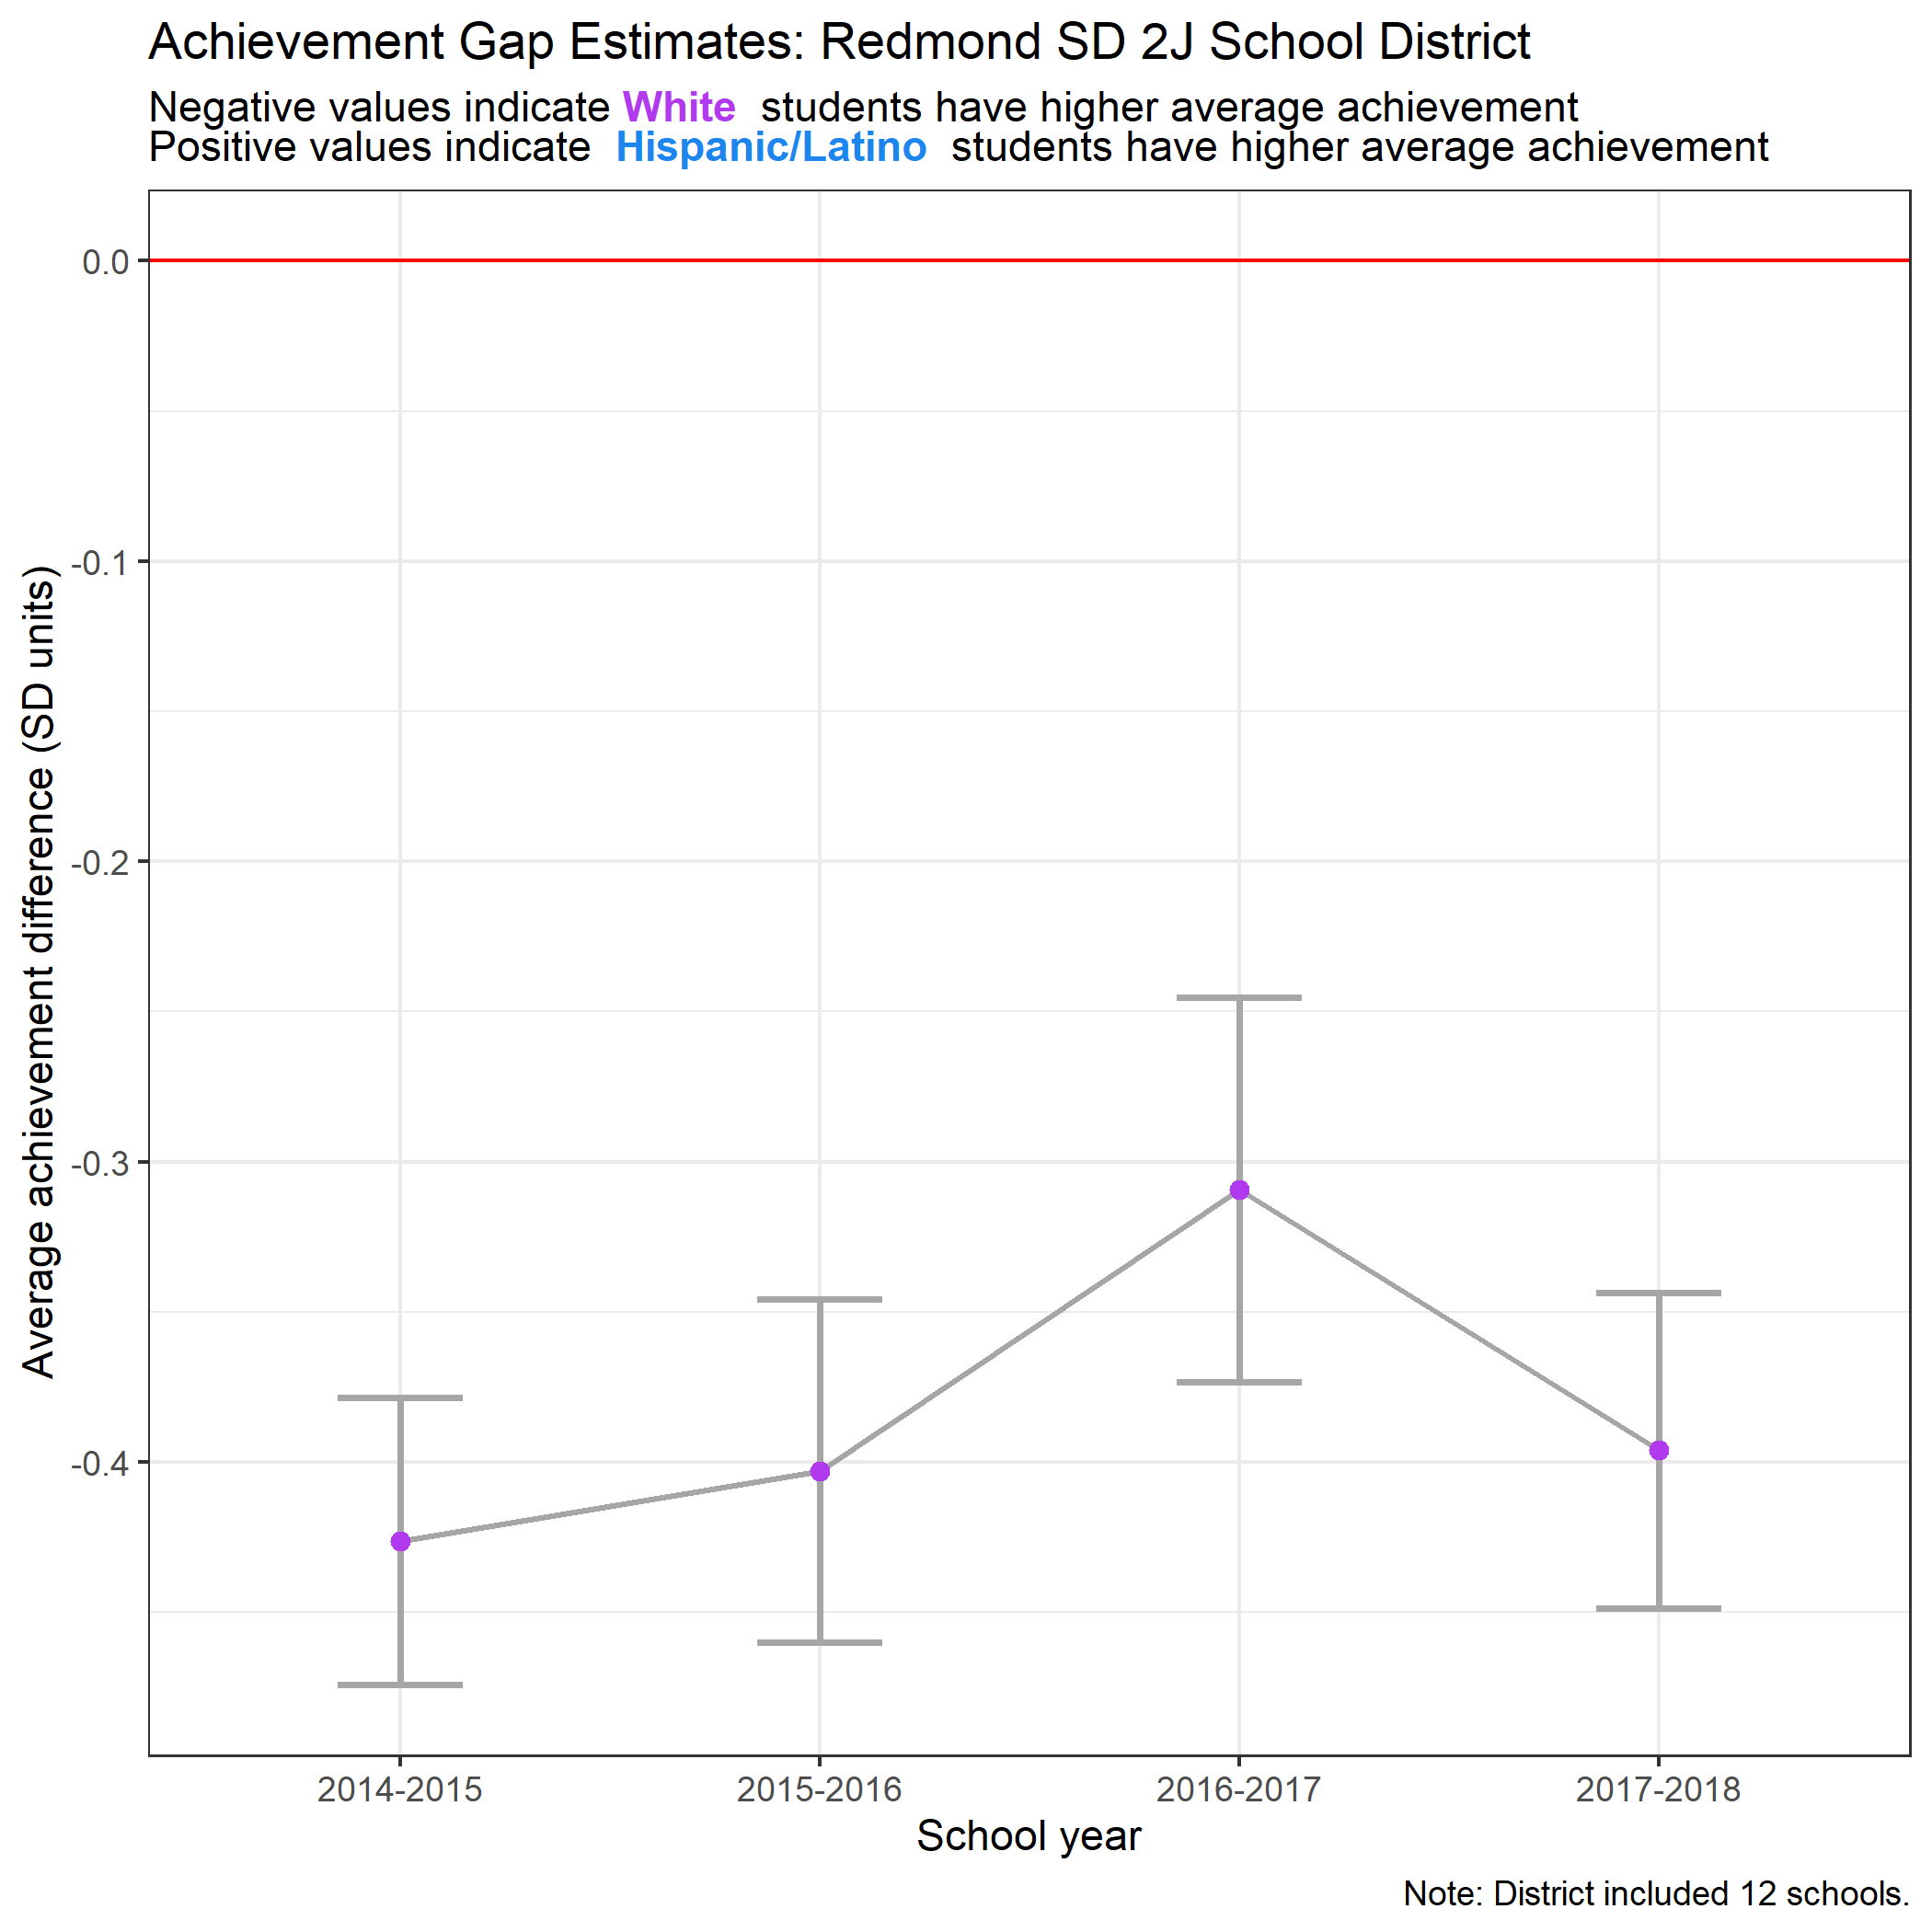 Achievement Gap Estimates: Redmond SD 2J School District
Negative values indicate White students have higher average achievement
Positive values indicate Hispanic/Latino students have higher average achievement
Average achievement difference (SD units)
0.0
-0.1
-0.2
-0.3
-0.4
2014-2015
2015-2016
2016-2017
2017-2018
School year
Note: District included 12 schools.